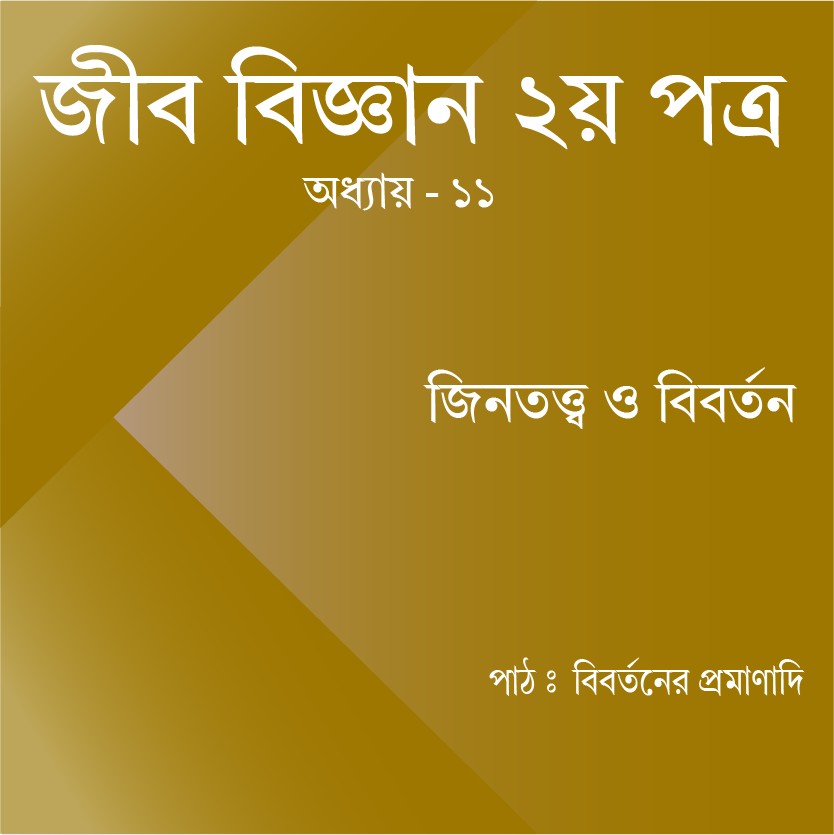 জীব বিজ্ঞান ২য় পত্র
অধ্যায় - ১১
জিনতত্ত্ব ও বিবর্তন
পাঠ ঃ বিবর্তনের প্রমাণাদি